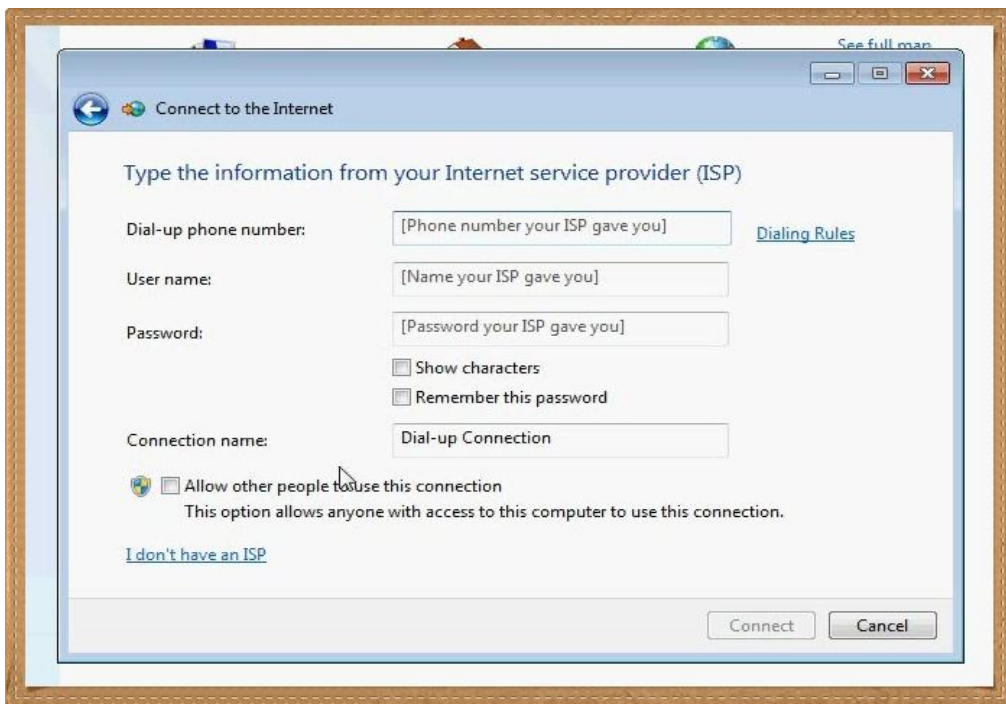 See full map
Connect to the Internet
Type the information from your Internet service provider (ISP)
Dial-up phone number: [Phone number your ISP gave you] Dialing Rules
User name: [Name your ISP gave you]
Password: [Password your ISP gave you]
Show characters
Remember this password
Connection name: Dial-up Connection
Allow other people to use this connection
This option allows anyone with access to this computer to use this connection.
I don't have an ISP
Connect Cancel